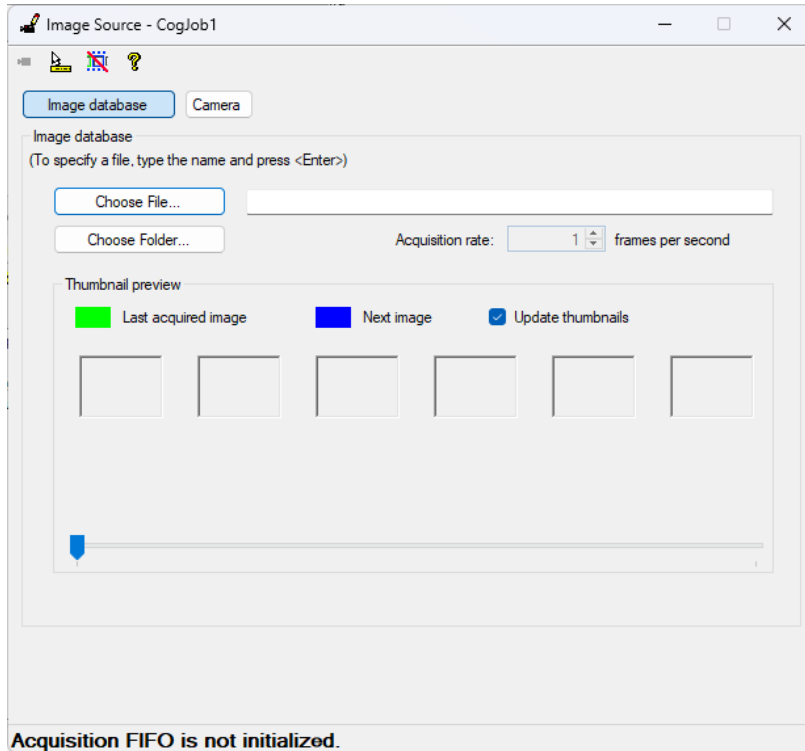 Image Source - CogJob1
Image database Camera
Image database
(To specify a file, type the name and press <Enter>)
Choose File...
Choose Folder... Acquisition rate: 1 frames per second
Thumbnail preview
Last acquired image Next image Update thumbnails
Acquisition FIFO is not initialized.